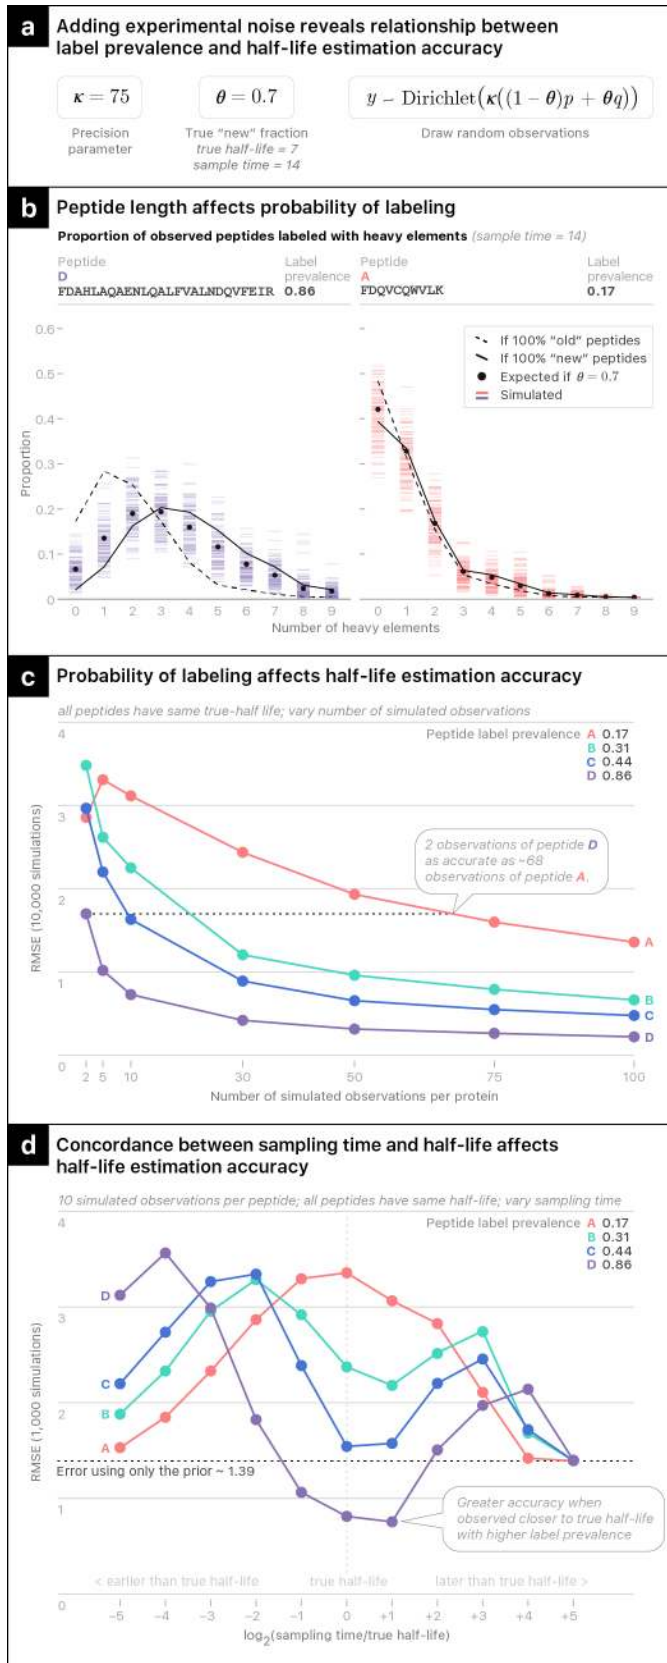 a
Adding experimental noise reveals relationship between
label prevalence and half-life estimation accuracy
κ = 75
θ = 0.7
y ~ Dirichlet(κ((1 − θ)p + θq))
Precision
parameter
True "new" fraction
true half-life = 7
sample time = 14
Draw random observations
b
Peptide length affects probability of labeling
Proportion of observed peptides labeled with heavy elements (sample time = 14)
Peptide
D
FDAHLAQAENLQALFVALNDQVFEIR
Label
prevalence
0.86
Peptide
A
FDQVCQWVLK
Label
prevalence
0.17
0.6
0.5
0.4
0.3
0.2
0.1
0
Proportion
If 100% "old" peptides
If 100% "new" peptides
Expected if θ = 0.7
Simulated
0 1 2 3 4 5 6 7 8 9
0 1 2 3 4 5 6 7 8 9
Number of heavy elements
c
Probability of labeling affects half-life estimation accuracy
all peptides have same true-half life; vary number of simulated observations
Peptide label prevalence A 0.17
B 0.31
C 0.44
D 0.86
4
3
2
1
0
RMSE (10,000 simulations)
2 observations of peptide D
as accurate as ~68
observations of peptide A.
A
B
C
D
2 5 10 30 50 75 100
Number of simulated observations per protein
d
Concordance between sampling time and half-life affects
half-life estimation accuracy
10 simulated observations per peptide; all peptides have same half-life; vary sampling time
Peptide label prevalence A 0.17
B 0.31
C 0.44
D 0.86
4
3
2
1
0
RMSE (1,000 simulations)
D
C
B
A
Error using only the prior ~ 1.39
Greater accuracy when
observed closer to true half-life
with higher label prevalence
< earlier than true half-life
true half-life
later than true half-life >
−5 −4 −3 −2 −1 0 +1 +2 +3 +4 +5
log2(sampling time/true half-life)